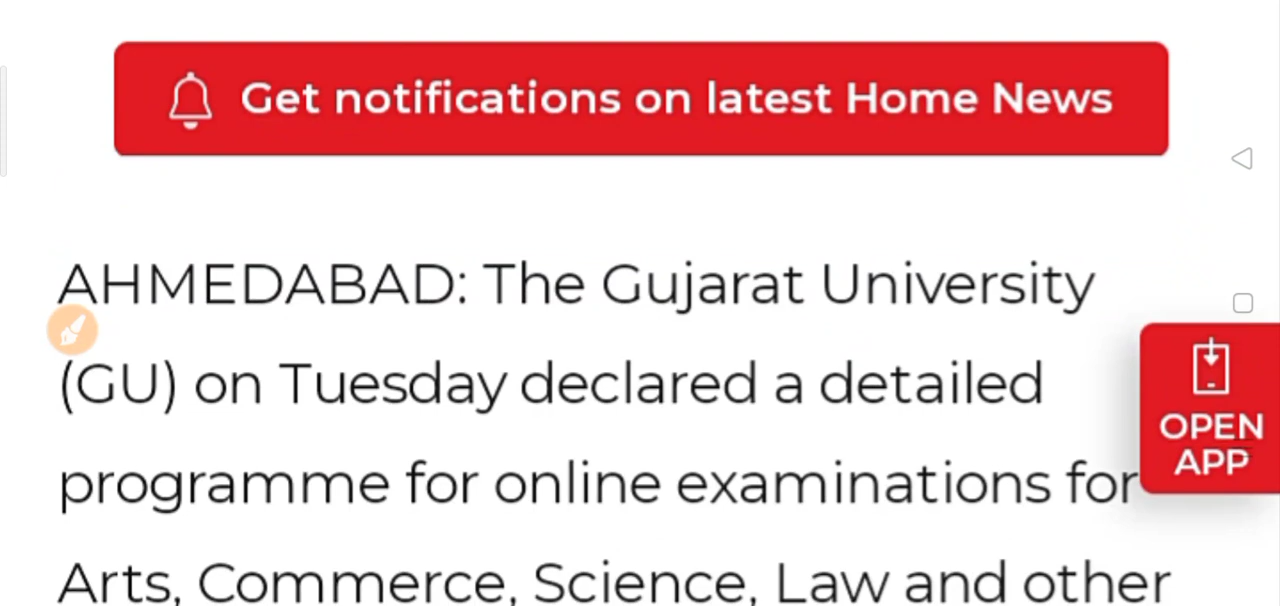 Get notifications on latest Home News
AHMEDABAD: The Gujarat University
(GU) on Tuesday declared a detailed
programme for online examinations for
Arts, Commerce, Science, Law and other
OPEN
APP